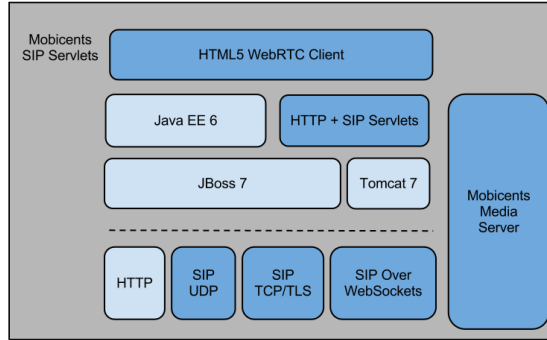 Mobicents
SIP Servlets
HTML5 WebRTC Client
Java EE 6
HTTP + SIP Servlets
JBoss 7
Tomcat 7
Mobicents
Media
Server
HTTP
SIP
UDP
SIP
TCP/TLS
SIP Over
WebSockets